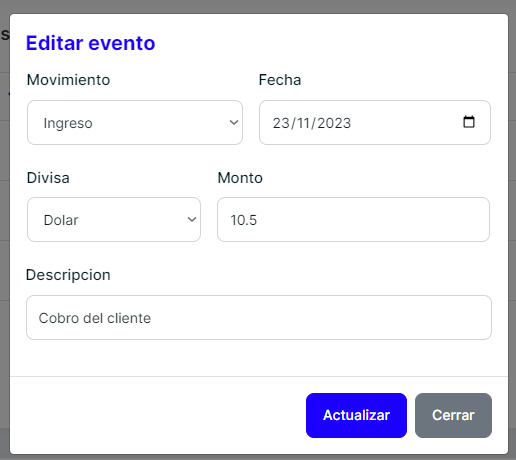 s
Editar evento
Movimiento Fecha
Ingreso 23/11/2023
Divisa Monto
Dolar 10.5
Descripcion
Cobro del cliente
Actualizar Cerrar